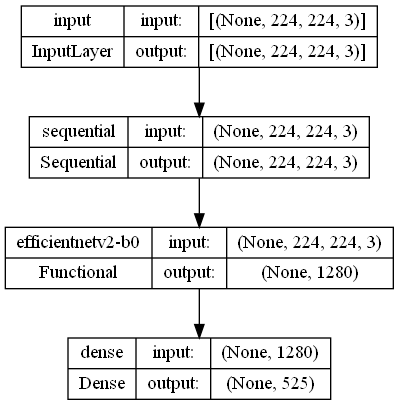 input input: [(None, 224, 224, 3)]
InputLayer output: [(None, 224, 224, 3)]
sequential input: (None, 224, 224, 3)
Sequential output: (None, 224, 224, 3)
efficientnetv2-b0 input: (None, 224, 224, 3)
Functional output: (None, 1280)
dense input: (None, 1280)
Dense output: (None, 525)